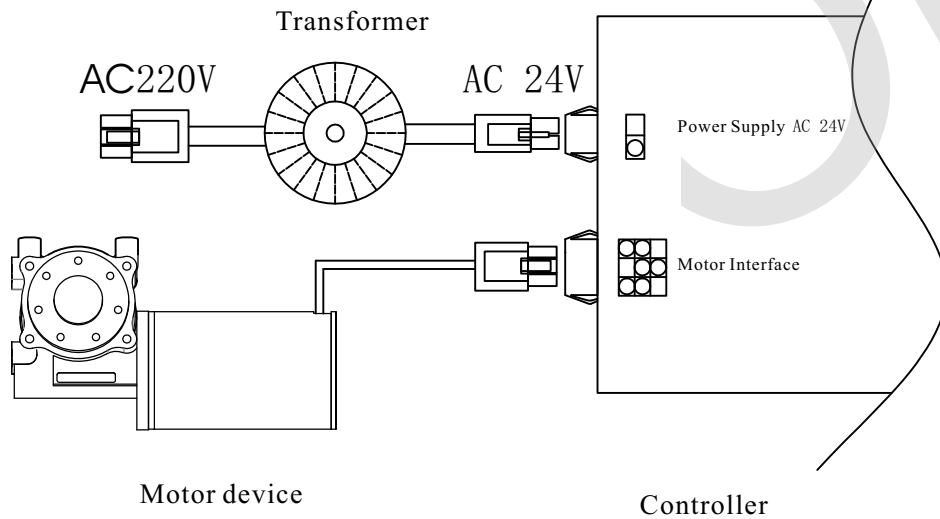 Transformer
AC220V
AC 24V
Power Supply AC 24V
Motor Interface
Motor device
Controller